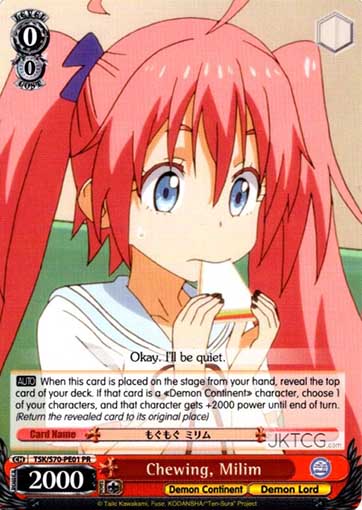 LEVEL
0
0
COST
Okay. I'll be quiet.
AUTO When this card is placed on the stage from your hand, reveal the top
card of your deck. If that card is a «Demon Continent» character, choose 1
of your characters, and that character gets +2000 power until end of turn.
(Return the revealed card to its original place)
Card Name もぐもぐ ミリム
JKTCG.com
CH TSK/S70-PE01 PR
2000
Chewing, Milim
Demon Continent Demon Lord
© Taiki Kawakami, Fuse, KODANSHA/"Ten-Sura" Project